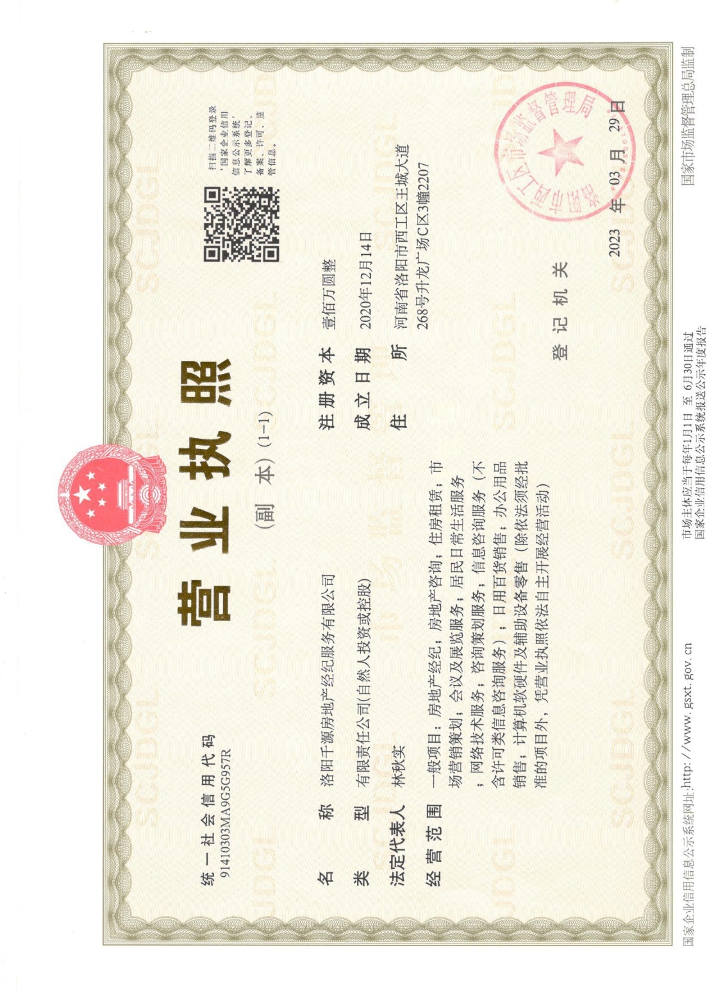 统一社会信用代码
91410303MA9G5G957R
营业执照
(副 本) (1-1)
扫描二维码登录
'国家企业信用
信息公示系统'
了解更多登记、
备案、许可、监
管信息。
名 称 洛阳千源房地产经纪服务有限公司
类 型 有限责任公司(自然人投资或控股)
法定代表人 林秋实
经营范围 一般项目：房地产经纪；房地产咨询；住房租赁；市
场营销策划；会议及展览服务；居民日常生活服务
；网络技术服务；咨询策划服务；信息咨询服务（不
含许可类信息咨询服务）；日用百货销售；办公用品
销售；计算机软硬件及辅助设备零售（除依法须经批
准的项目外，凭营业执照依法自主开展经营活动）
注册资本 壹佰万圆整
成立日期 2020年12月14日
住 所 河南省洛阳市西工区王城大道
268号升龙广场C区3幢2207
登记机关
洛阳市西工区市场监督管理局
2023 年 03 月 29 日
国家企业信用信息公示系统网址:http://www.gsxt.gov.cn
市场主体应当于每年1月1日 至 6月30日通过
国家企业信用信息公示系统报送公示年度报告
国家市场监督管理总局监制